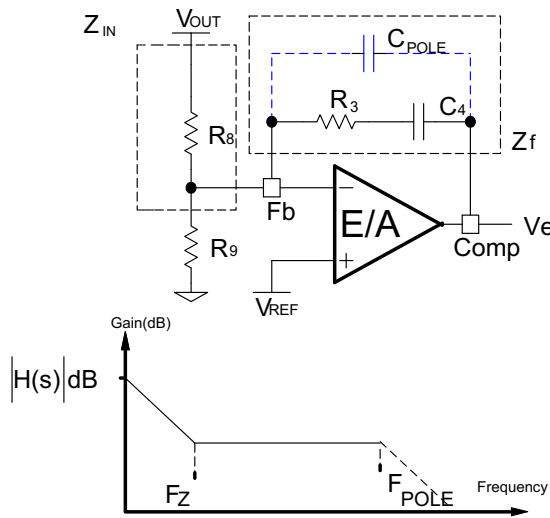 Z IN
VOUT
CPOLE
R3
C4
R8
Zf
Fb
E/A
Ve
Comp
R9
VREF
Gain(dB)
|H(s)|dB
FZ
FPOLE
Frequency